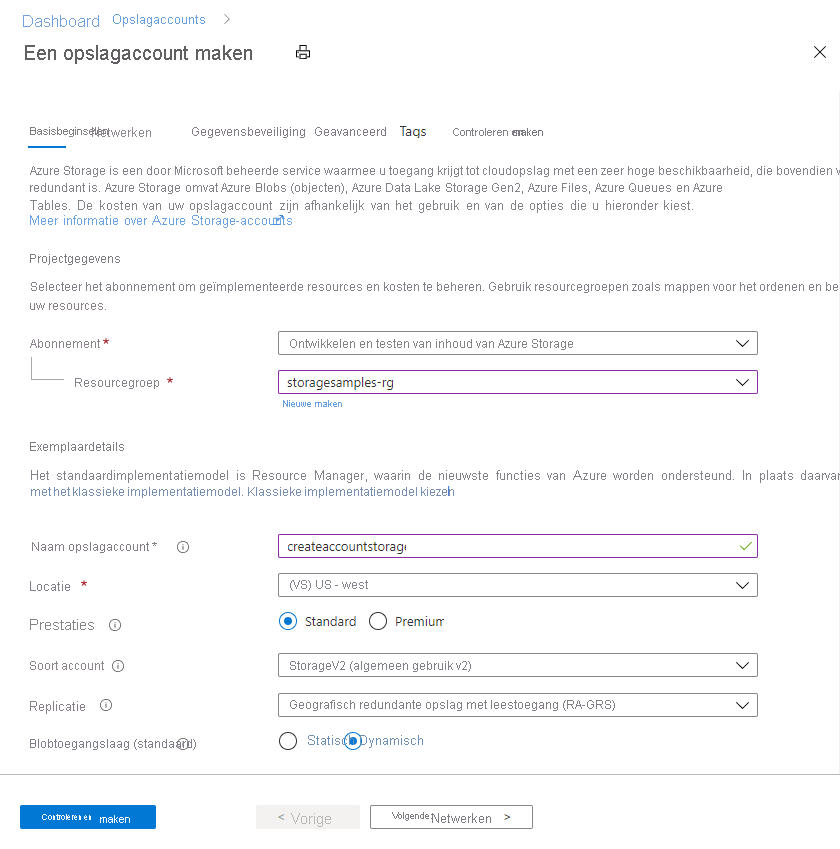 Dashboard Opslagaccounts >
Een opslagaccount maken
Basisbeginselen Netwerken Gegevensbeveiliging Geavanceerd Tags Controleren en maken
Azure Storage is een door Microsoft beheerde service waarmee u toegang krijgt tot cloudopslag met een zeer hoge beschikbaarheid, die bovendien
redundant is. Azure Storage omvat Azure Blobs (objecten), Azure Data Lake Storage Gen2, Azure Files, Azure Queues en Azure
Tables. De kosten van uw opslagaccount zijn afhankelijk van het gebruik en van de opties die u hieronder kiest.
Meer informatie over Azure Storage-accounts
Projectgegevens
Selecteer het abonnement om geïmplementeerde resources en kosten te beheren. Gebruik resourcegroepen zoals mappen voor het ordenen en be
uw resources.
Abonnement * Ontwikkelen en testen van inhoud van Azure Storage
Resourcegroep * storagesamples-rg
Nieuwe maken
Exemplaardetails
Het standaardimplementatiemodel is Resource Manager, waarin de nieuwste functies van Azure worden ondersteund. In plaats daarvan
met het klassieke implementatiemodel. Klassieke implementatiemodel kiezen
Naam opslagaccount * createaccountstorage
Locatie * (VS) US - west
Prestaties Standard Premium
Soort account StorageV2 (algemeen gebruik v2)
Replicatie Geografisch redundante opslag met leestoegang (RA-GRS)
Blobtoegangslaag (standaard) Statisch Dynamisch
Controleren en maken < Vorige Volgende: Netwerken >